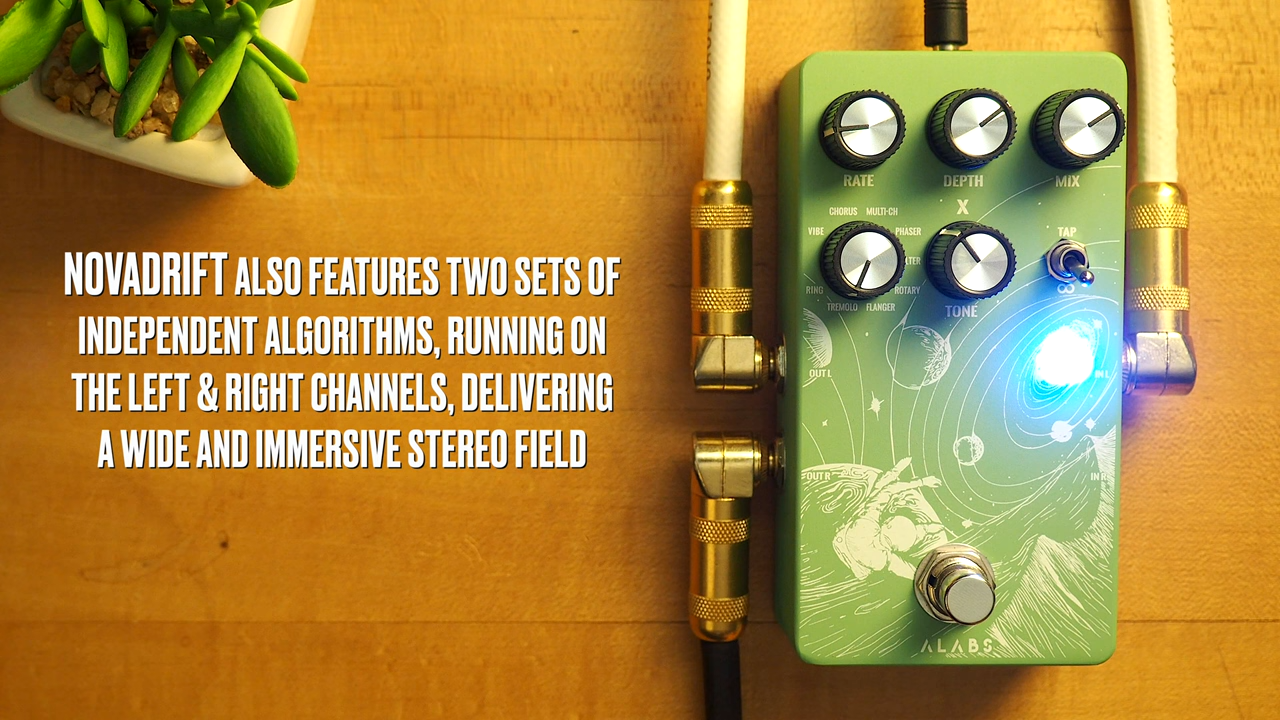 NOVADRIFT ALSO FEATURES TWO SETS OF
INDEPENDENT ALGORITHMS, RUNNING ON
THE LEFT & RIGHT CHANNELS, DELIVERING
A WIDE AND IMMERSIVE STEREO FIELD
RATE DEPTH MIX
X
CHORUS MULTI-CH
VIBE PHASER
TAP
RING ROTARY
∞
TREMOLO FLANGER
TONE
OUT L IN L
OUT R IN R
ALABS